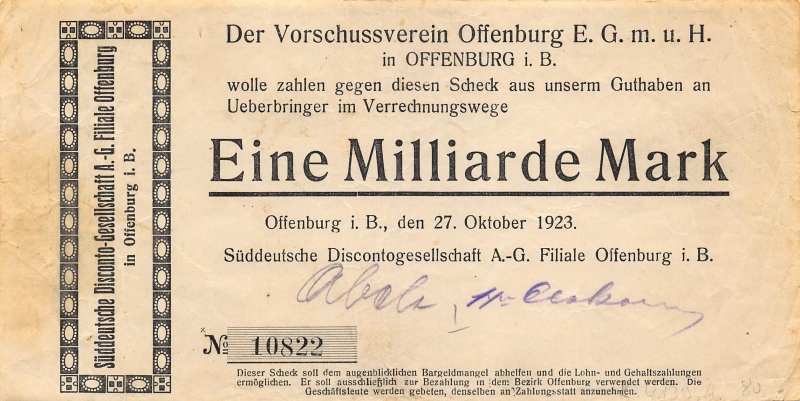 Süddeutsche Disconto-Gesellschaft A.-G. Filiale Offenburg
in Offenburg i. B.
Der Vorschussverein Offenburg E. G. m. u. H.
in OFFENBURG i. B.
wolle zahlen gegen diesen Scheck aus unserm Guthaben an
Ueberbringer im Verrechnungswege
Eine Milliarde Mark
Offenburg i. B., den 27. Oktober 1923.
Süddeutsche Discontogesellschaft A.-G. Filiale Offenburg i. B.
№ 10822
Dieser Scheck soll dem augenblicklichen Bargeldmangel abhelfen und die Lohn- und Gehaltszahlungen
ermöglichen. Er soll ausschließlich zur Bezahlung in dem Bezirk Offenburg verwendet werden. Die
Geschäftsleute werden gebeten, denselben an Zahlungsstatt anzunehmen.